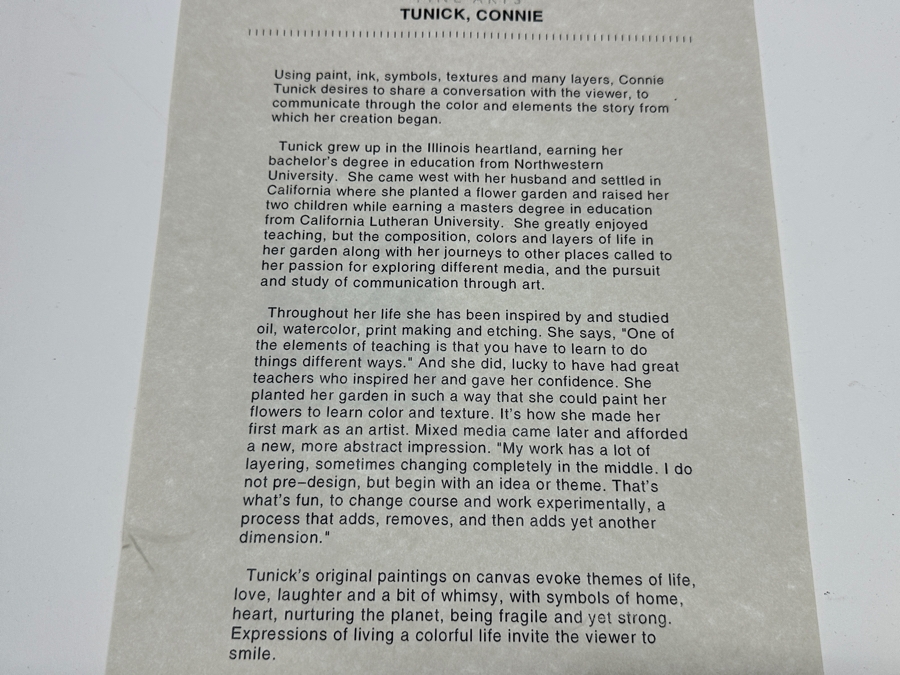 FINE ARTS
TUNICK, CONNIE
Using paint, ink, symbols, textures and many layers, Connie
Tunick desires to share a conversation with the viewer, to
communicate through the color and elements the story from
which her creation began.
Tunick grew up in the Illinois heartland, earning her
bachelor's degree in education from Northwestern
University. She came west with her husband and settled in
California where she planted a flower garden and raised her
two children while earning a masters degree in education
from California Lutheran University. She greatly enjoyed
teaching, but the composition, colors and layers of life in
her garden along with her journeys to other places called to
her passion for exploring different media, and the pursuit
and study of communication through art.
Throughout her life she has been inspired by and studied
oil, watercolor, print making and etching. She says, "One of
the elements of teaching is that you have to learn to do
things different ways." And she did, lucky to have had great
teachers who inspired her and gave her confidence. She
planted her garden in such a way that she could paint her
flowers to learn color and texture. It's how she made her
first mark as an artist. Mixed media came later and afforded
a new, more abstract impression. "My work has a lot of
layering, sometimes changing completely in the middle. I do
not pre–design, but begin with an idea or theme. That's
what's fun, to change course and work experimentally, a
process that adds, removes, and then adds yet another
dimension."
Tunick's original paintings on canvas evoke themes of life,
love, laughter and a bit of whimsy, with symbols of home,
heart, nurturing the planet, being fragile and yet strong.
Expressions of living a colorful life invite the viewer to
smile.